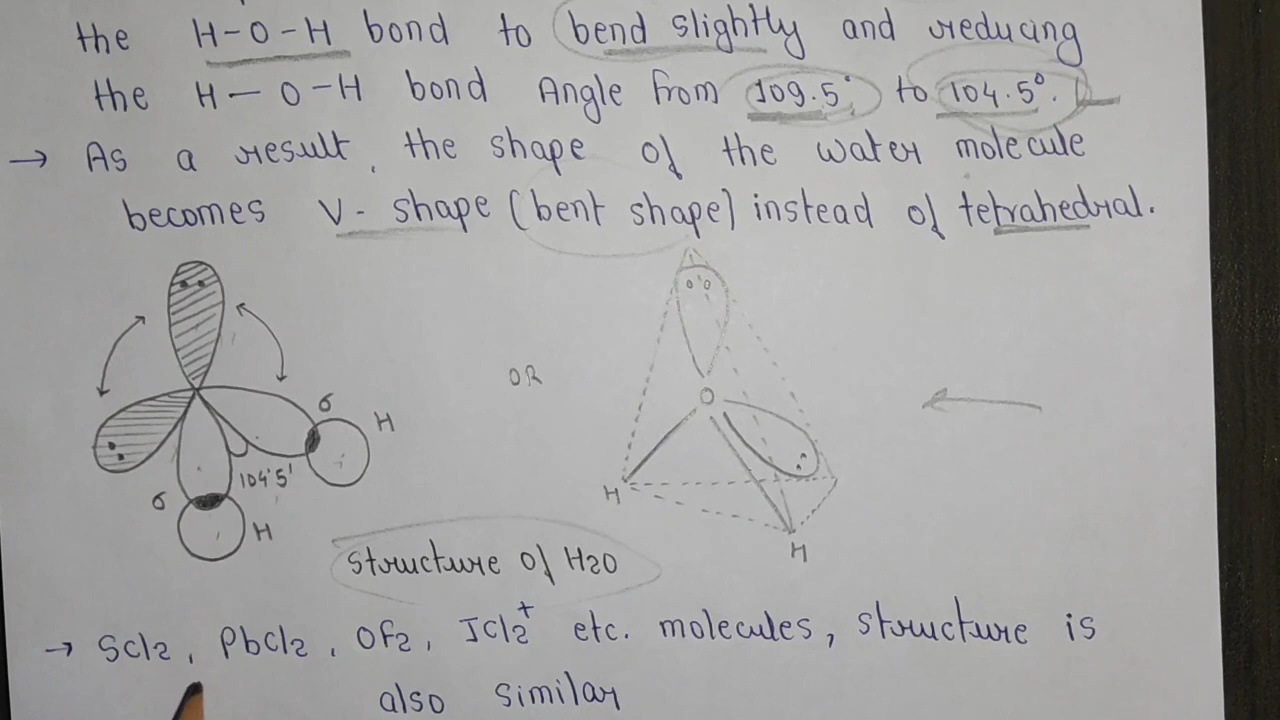 the H-O-H bond to bend slightly and reducing
the H-O-H bond Angle from 109.5° to 104.5°.
→ As a result, the shape of the water molecule
becomes V-shape (bent shape) instead of tetrahedral.
σ H
104°5'
σ H
OR
O
H
H
structure of H2O
→ Scl2, Pbcl2, OF2, Icl2+ etc. molecules, structure is
also similar